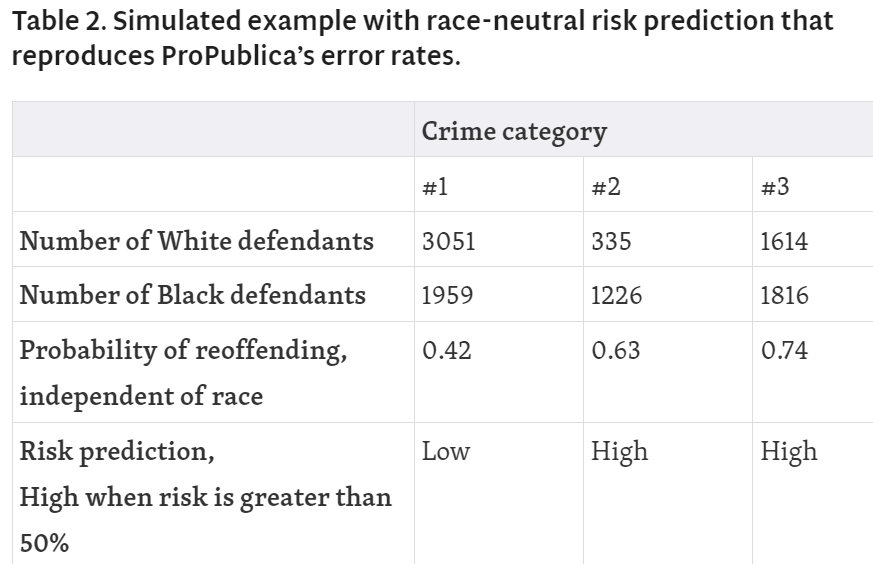 Table 2. Simulated example with race-neutral risk prediction that
reproduces ProPublica’s error rates.
Crime category
#1 #2 #3
Number of White defendants 3051 335 1614
Number of Black defendants 1959 1226 1816
Probability of reoffending, 0.42 0.63 0.74
independent of race
Risk prediction, Low High High
High when risk is greater than
50%